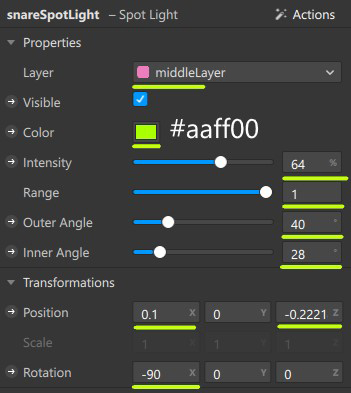 snareSpotLight – Spot Light Actions
Properties
Layer middleLayer
Visible
Color #aaff00
Intensity 64 %
Range 1
Outer Angle 40 °
Inner Angle 28 °
Transformations
Position 0.1 X 0 Y -0.2221 Z
Scale 1 X 1 Y 1 Z
Rotation -90 X 0 Y 0 Z